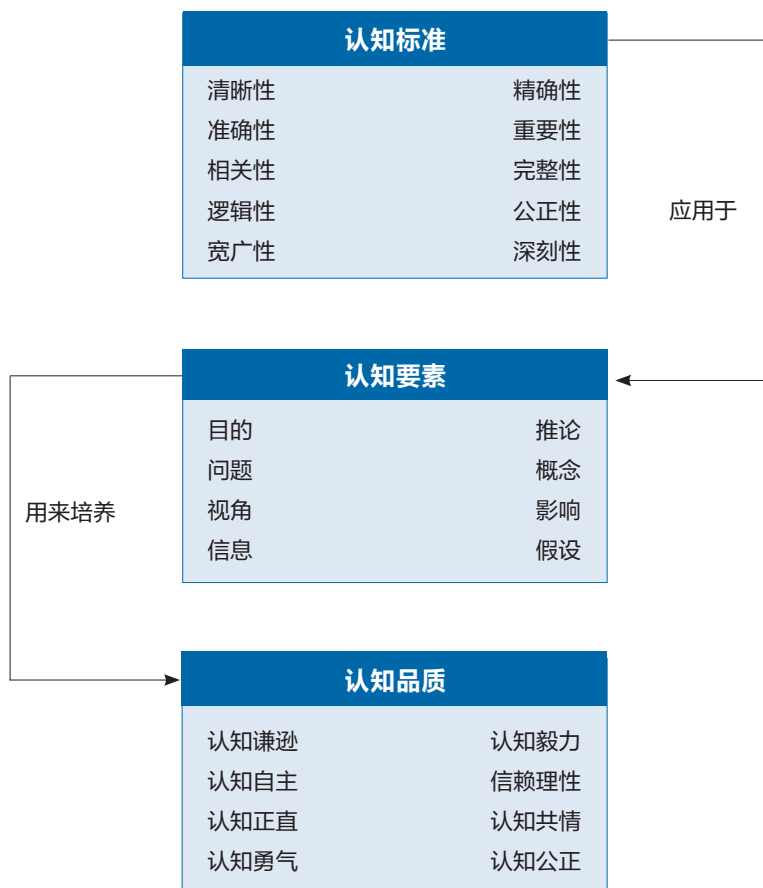 认知标准
清晰性 精确性
准确性 重要性
相关性 完整性
逻辑性 公正性
宽广性 深刻性
应用于
认知要素
目的 推论
问题 概念
视角 影响
信息 假设
用来培养
认知品质
认知谦逊 认知毅力
认知自主 信赖理性
认知正直 认知共情
认知勇气 认知公正